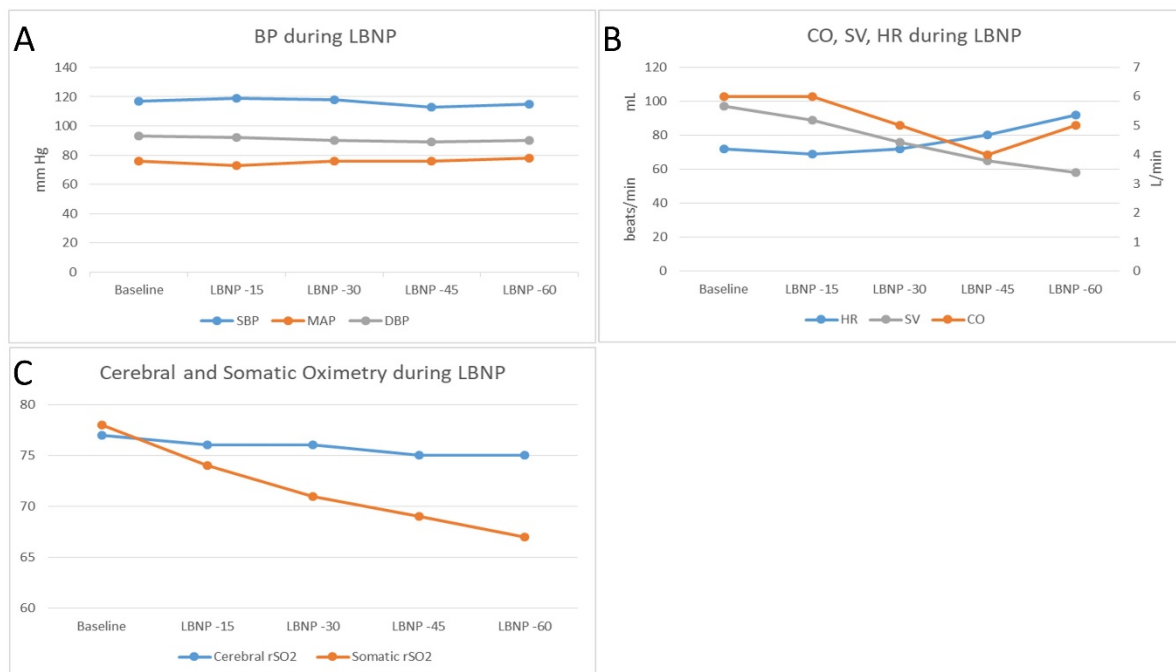 A
BP during LBNP
140
120
100
80
60
40
20
0
mm Hg
Baseline LBNP -15 LBNP -30 LBNP -45 LBNP -60
SBP MAP DBP
B
CO, SV, HR during LBNP
120
100
80
60
40
20
0
mL
beats/min
7
6
5
4
3
2
1
0
L/min
Baseline LBNP -15 LBNP -30 LBNP -45 LBNP -60
HR SV CO
C
Cerebral and Somatic Oximetry during LBNP
80
75
70
65
60
Baseline LBNP -15 LBNP -30 LBNP -45 LBNP -60
Cerebral rSO2 Somatic rSO2